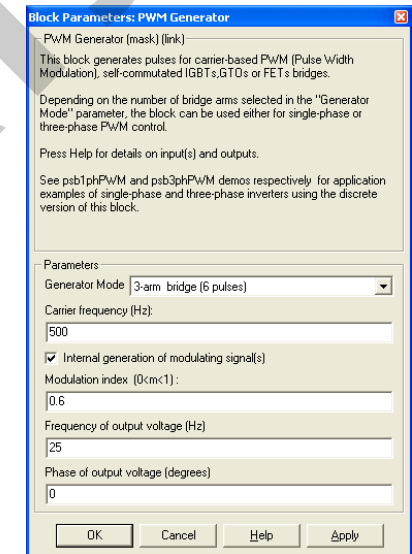 Block Parameters: PWM Generator
PWM Generator (mask) (link)
This block generates pulses for carrier-based PWM (Pulse Width
Modulation), self-commutated IGBTs,GTOs or FETs bridges.
Depending on the number of bridge arms selected in the "Generator
Mode" parameter, the block can be used either for single-phase or
three-phase PWM control.
Press Help for details on input(s) and outputs.
See psb1phPWM and psb3phPWM demos respectively for application
examples of single-phase and three-phase inverters using the discrete
version of this block.
Parameters
Generator Mode 3-arm bridge (6 pulses)
Carrier frequency (Hz):
500
Internal generation of modulating signal(s)
Modulation index (0<m<1) :
0.6
Frequency of output voltage (Hz)
25
Phase of output voltage (degrees)
0
OK Cancel Help Apply